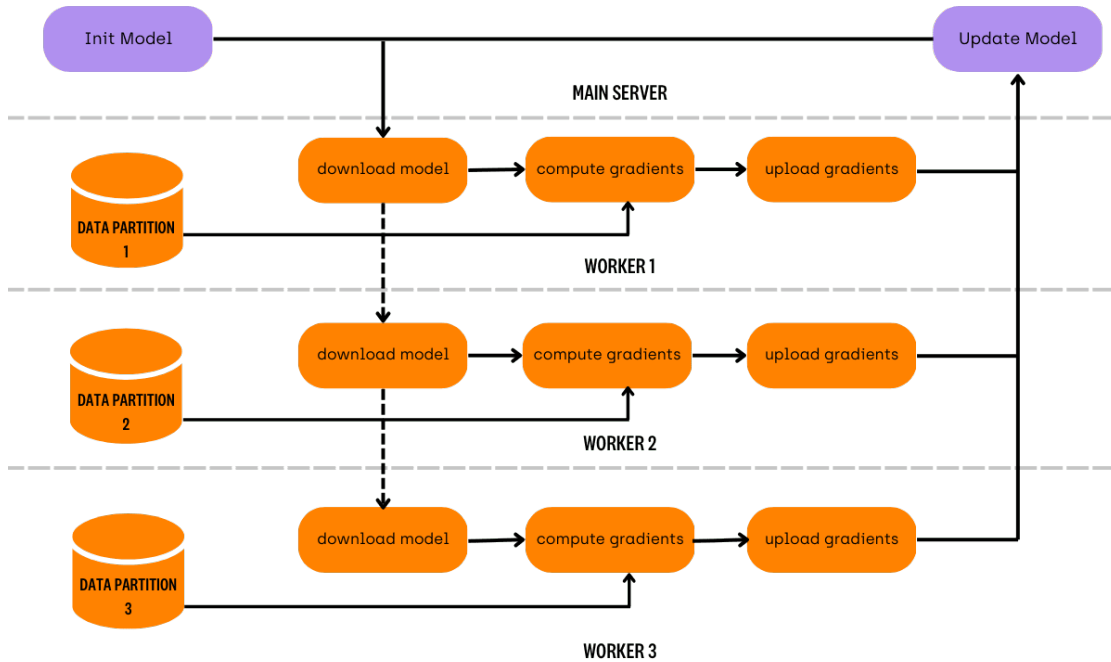 Init Model
Update Model
MAIN SERVER
download model
compute gradients
upload gradients
DATA PARTITION
1
WORKER 1
download model
compute gradients
upload gradients
DATA PARTITION
2
WORKER 2
download model
compute gradients
upload gradients
DATA PARTITION
3
WORKER 3